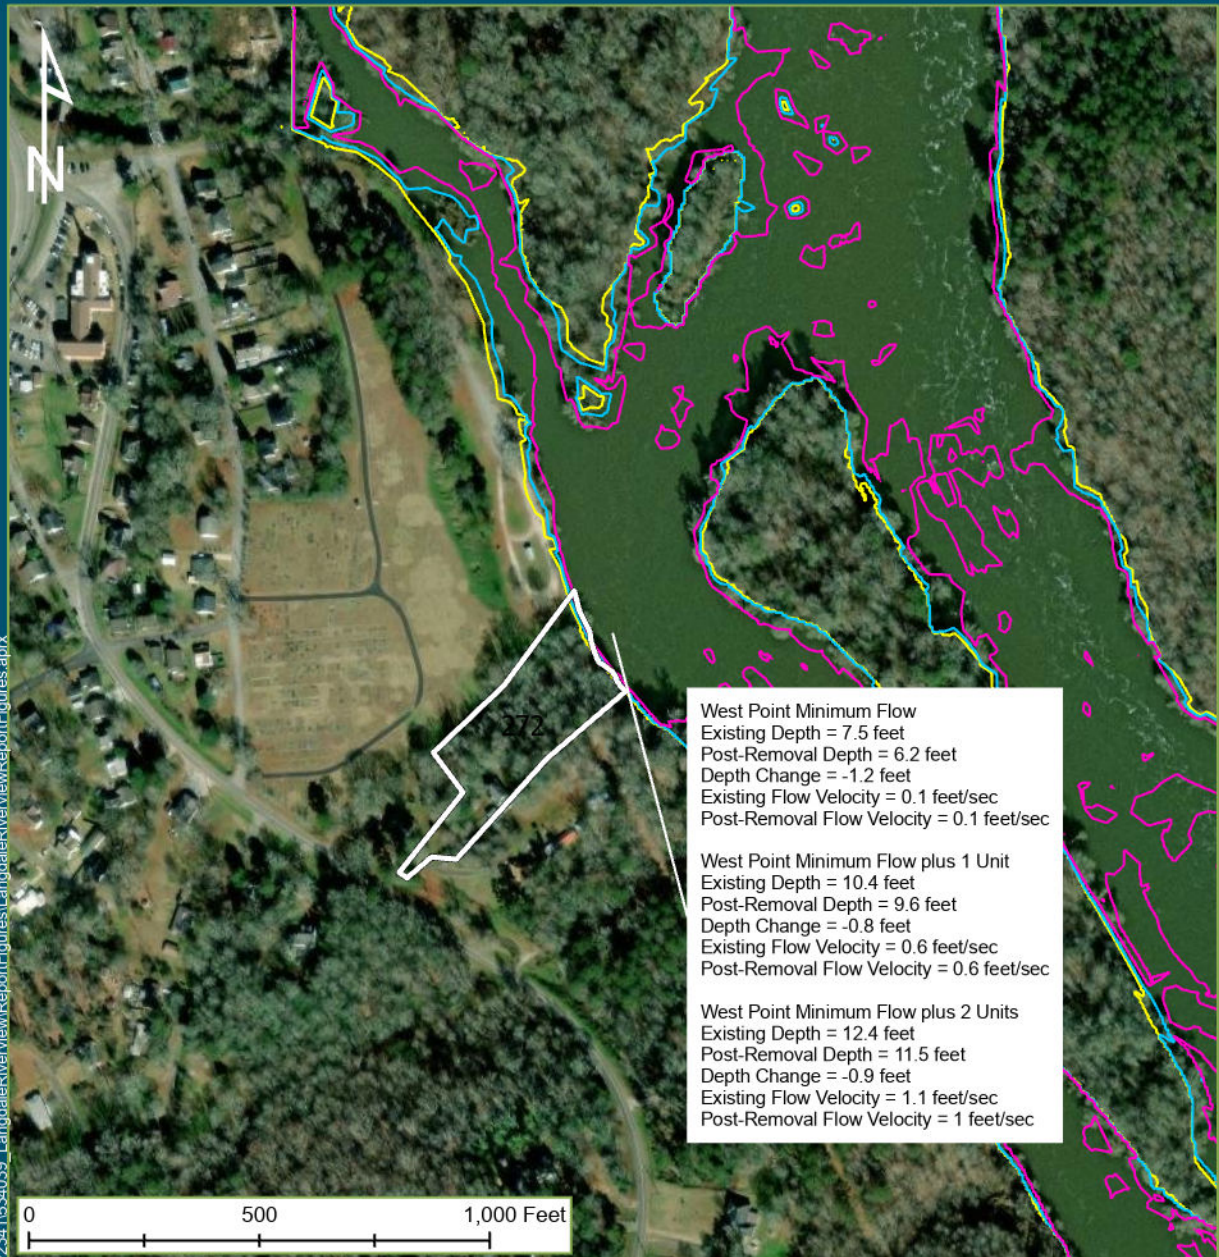 N
372
West Point Minimum Flow
Existing Depth = 7.5 feet
Post-Removal Depth = 6.2 feet
Depth Change = -1.2 feet
Existing Flow Velocity = 0.1 feet/sec
Post-Removal Flow Velocity = 0.1 feet/sec
West Point Minimum Flow plus 1 Unit
Existing Depth = 10.4 feet
Post-Removal Depth = 9.6 feet
Depth Change = -0.8 feet
Existing Flow Velocity = 0.6 feet/sec
Post-Removal Flow Velocity = 0.6 feet/sec
West Point Minimum Flow plus 2 Units
Existing Depth = 12.4 feet
Post-Removal Depth = 11.5 feet
Depth Change = -0.9 feet
Existing Flow Velocity = 1.1 feet/sec
Post-Removal Flow Velocity = 1 feet/sec
0 500 1,000 Feet